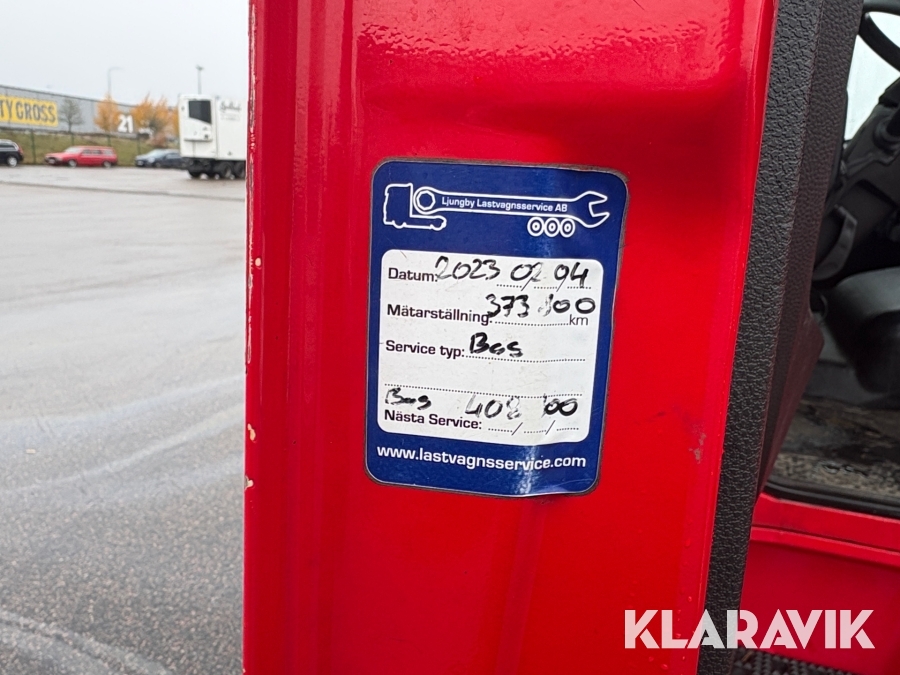 TY GROSS
21
Ljungby Lastvagnsservice AB
Datum: 2023 02 04
Mätarställning: 373 100 km
Service typ: Bas
Bas 408 100
Nästa Service: ....../....../......
www.lastvagnsservice.com
KLARAVIK